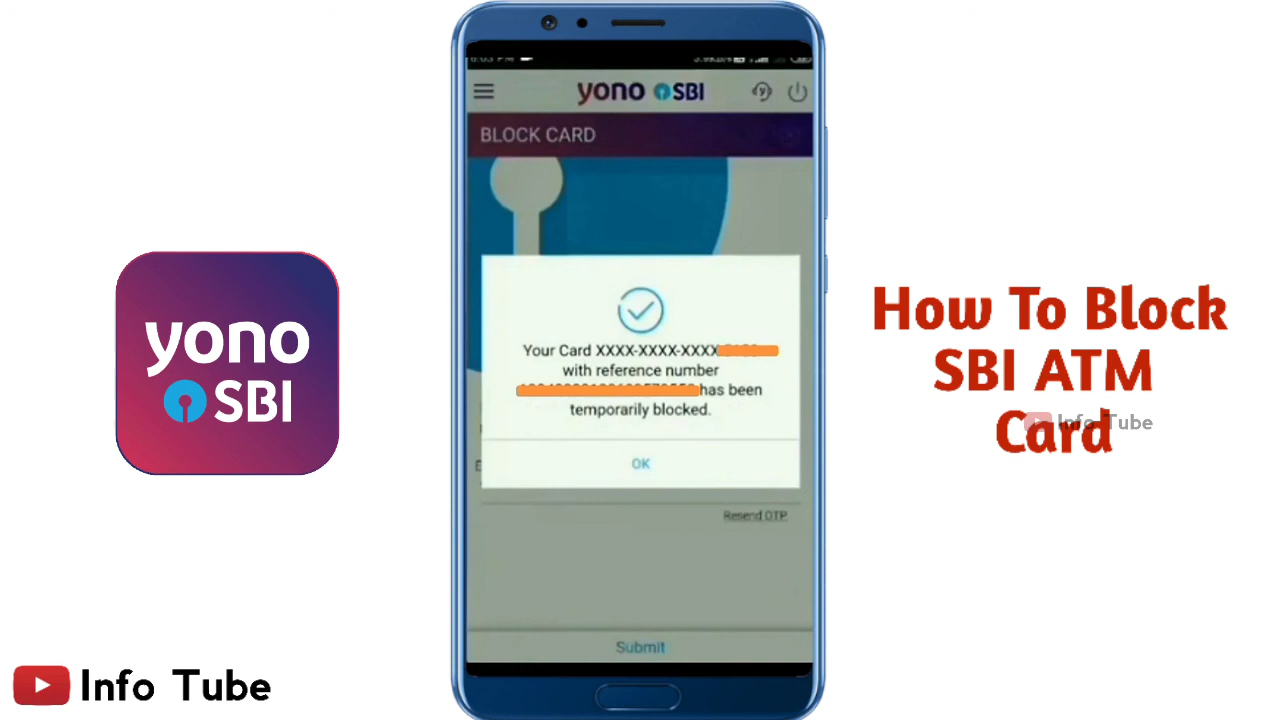 yono SBI
BLOCK CARD
Your Card XXXX-XXXX-XXXX
with reference number
has been
temporarily blocked.
OK
Resend OTP
Submit
yono
SBI
How To Block
SBI ATM
Card
Info Tube
Info Tube